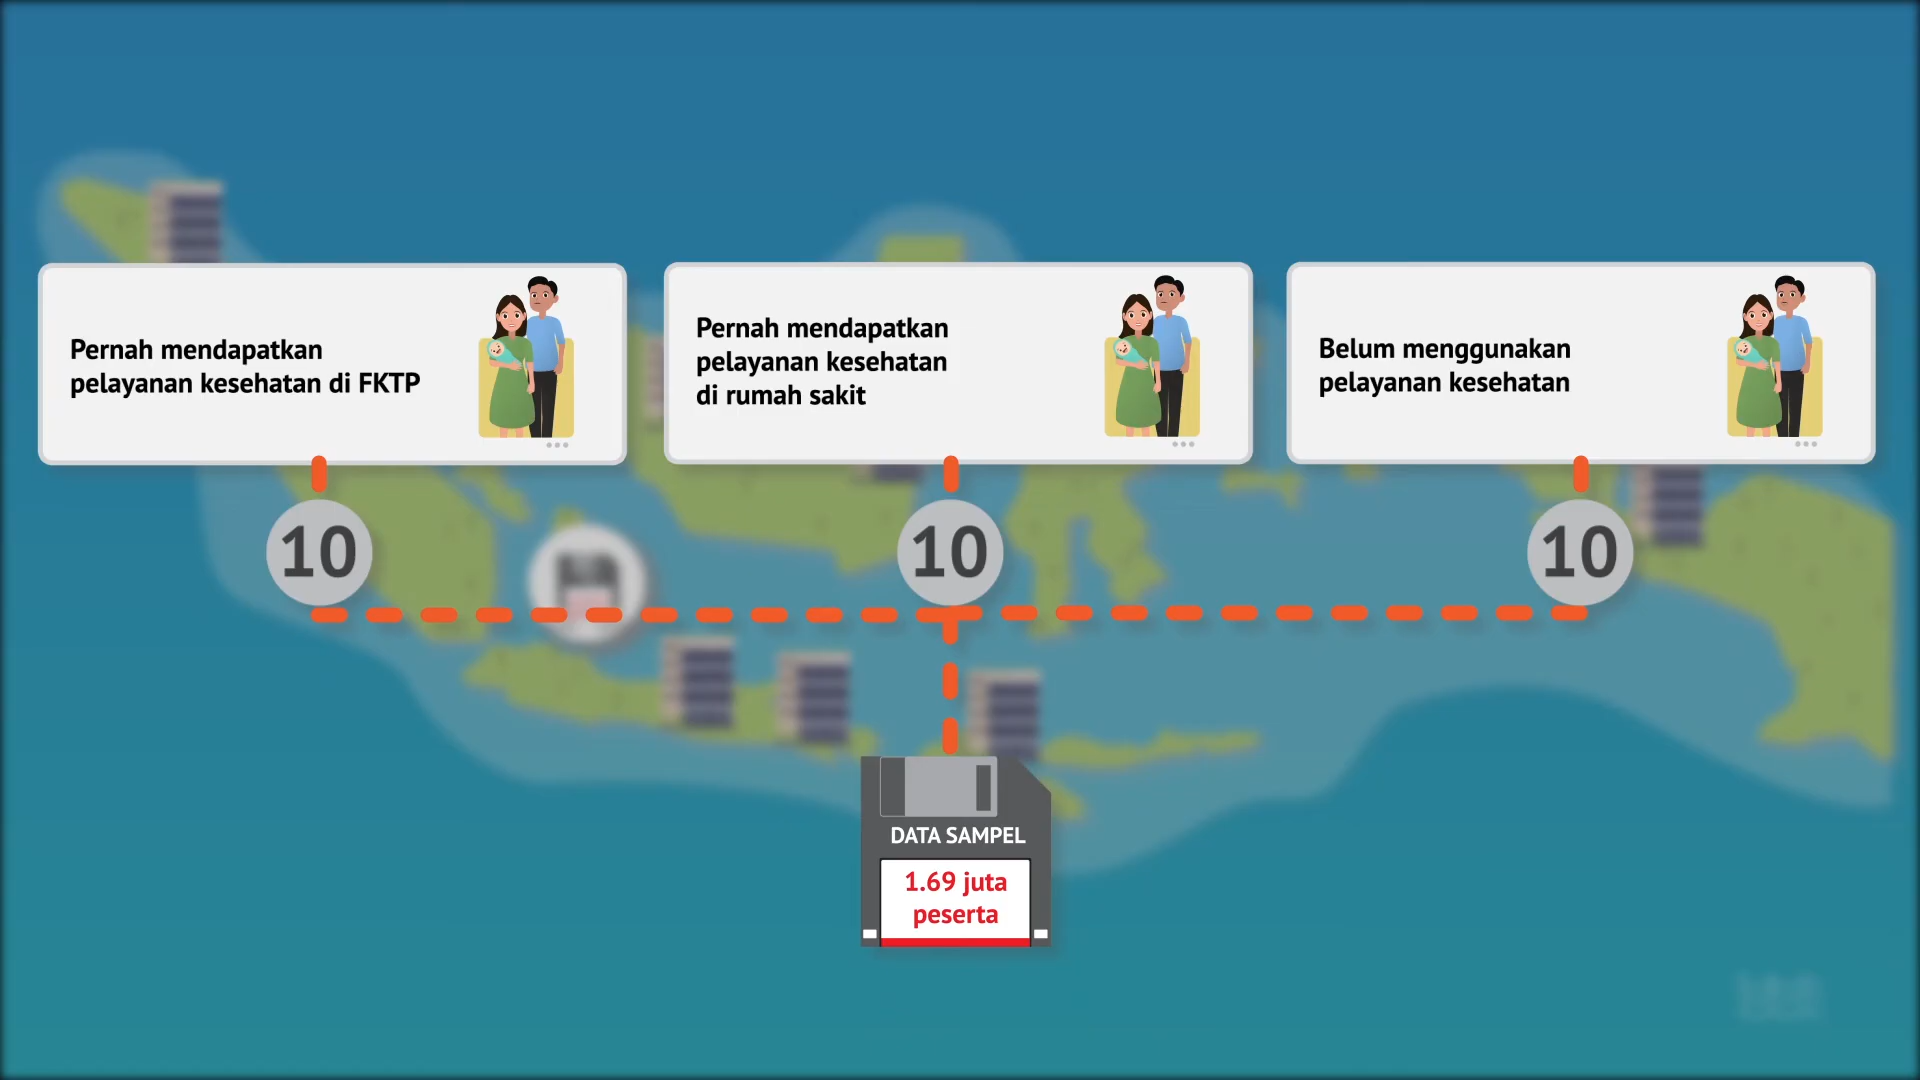 Pernah mendapatkan
pelayanan kesehatan di FKTP
Pernah mendapatkan
pelayanan kesehatan
di rumah sakit
Belum menggunakan
pelayanan kesehatan
10
10
10
DATA SAMPEL
1.69 juta
peserta